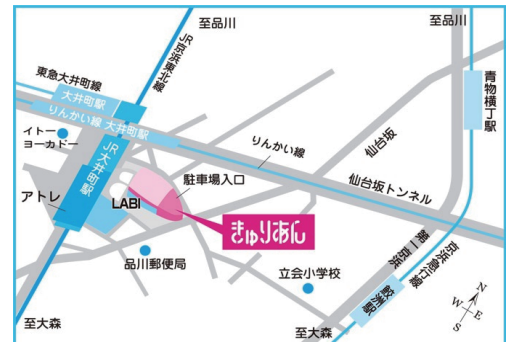 至品川
至品川
JR京浜東北線
東急大井町線
大井町駅
りんかい線 大井町駅
イトー
ヨーカドー
JR大井町駅
アトレ
LABI
駐車場入口
りんかい線
仙台坂
仙台坂トンネル
青物横丁駅
きゅりあん
品川郵便局
立会小学校
第一京浜
京浜急行線
鮫洲駅
至大森
至大森
N
W
E
S